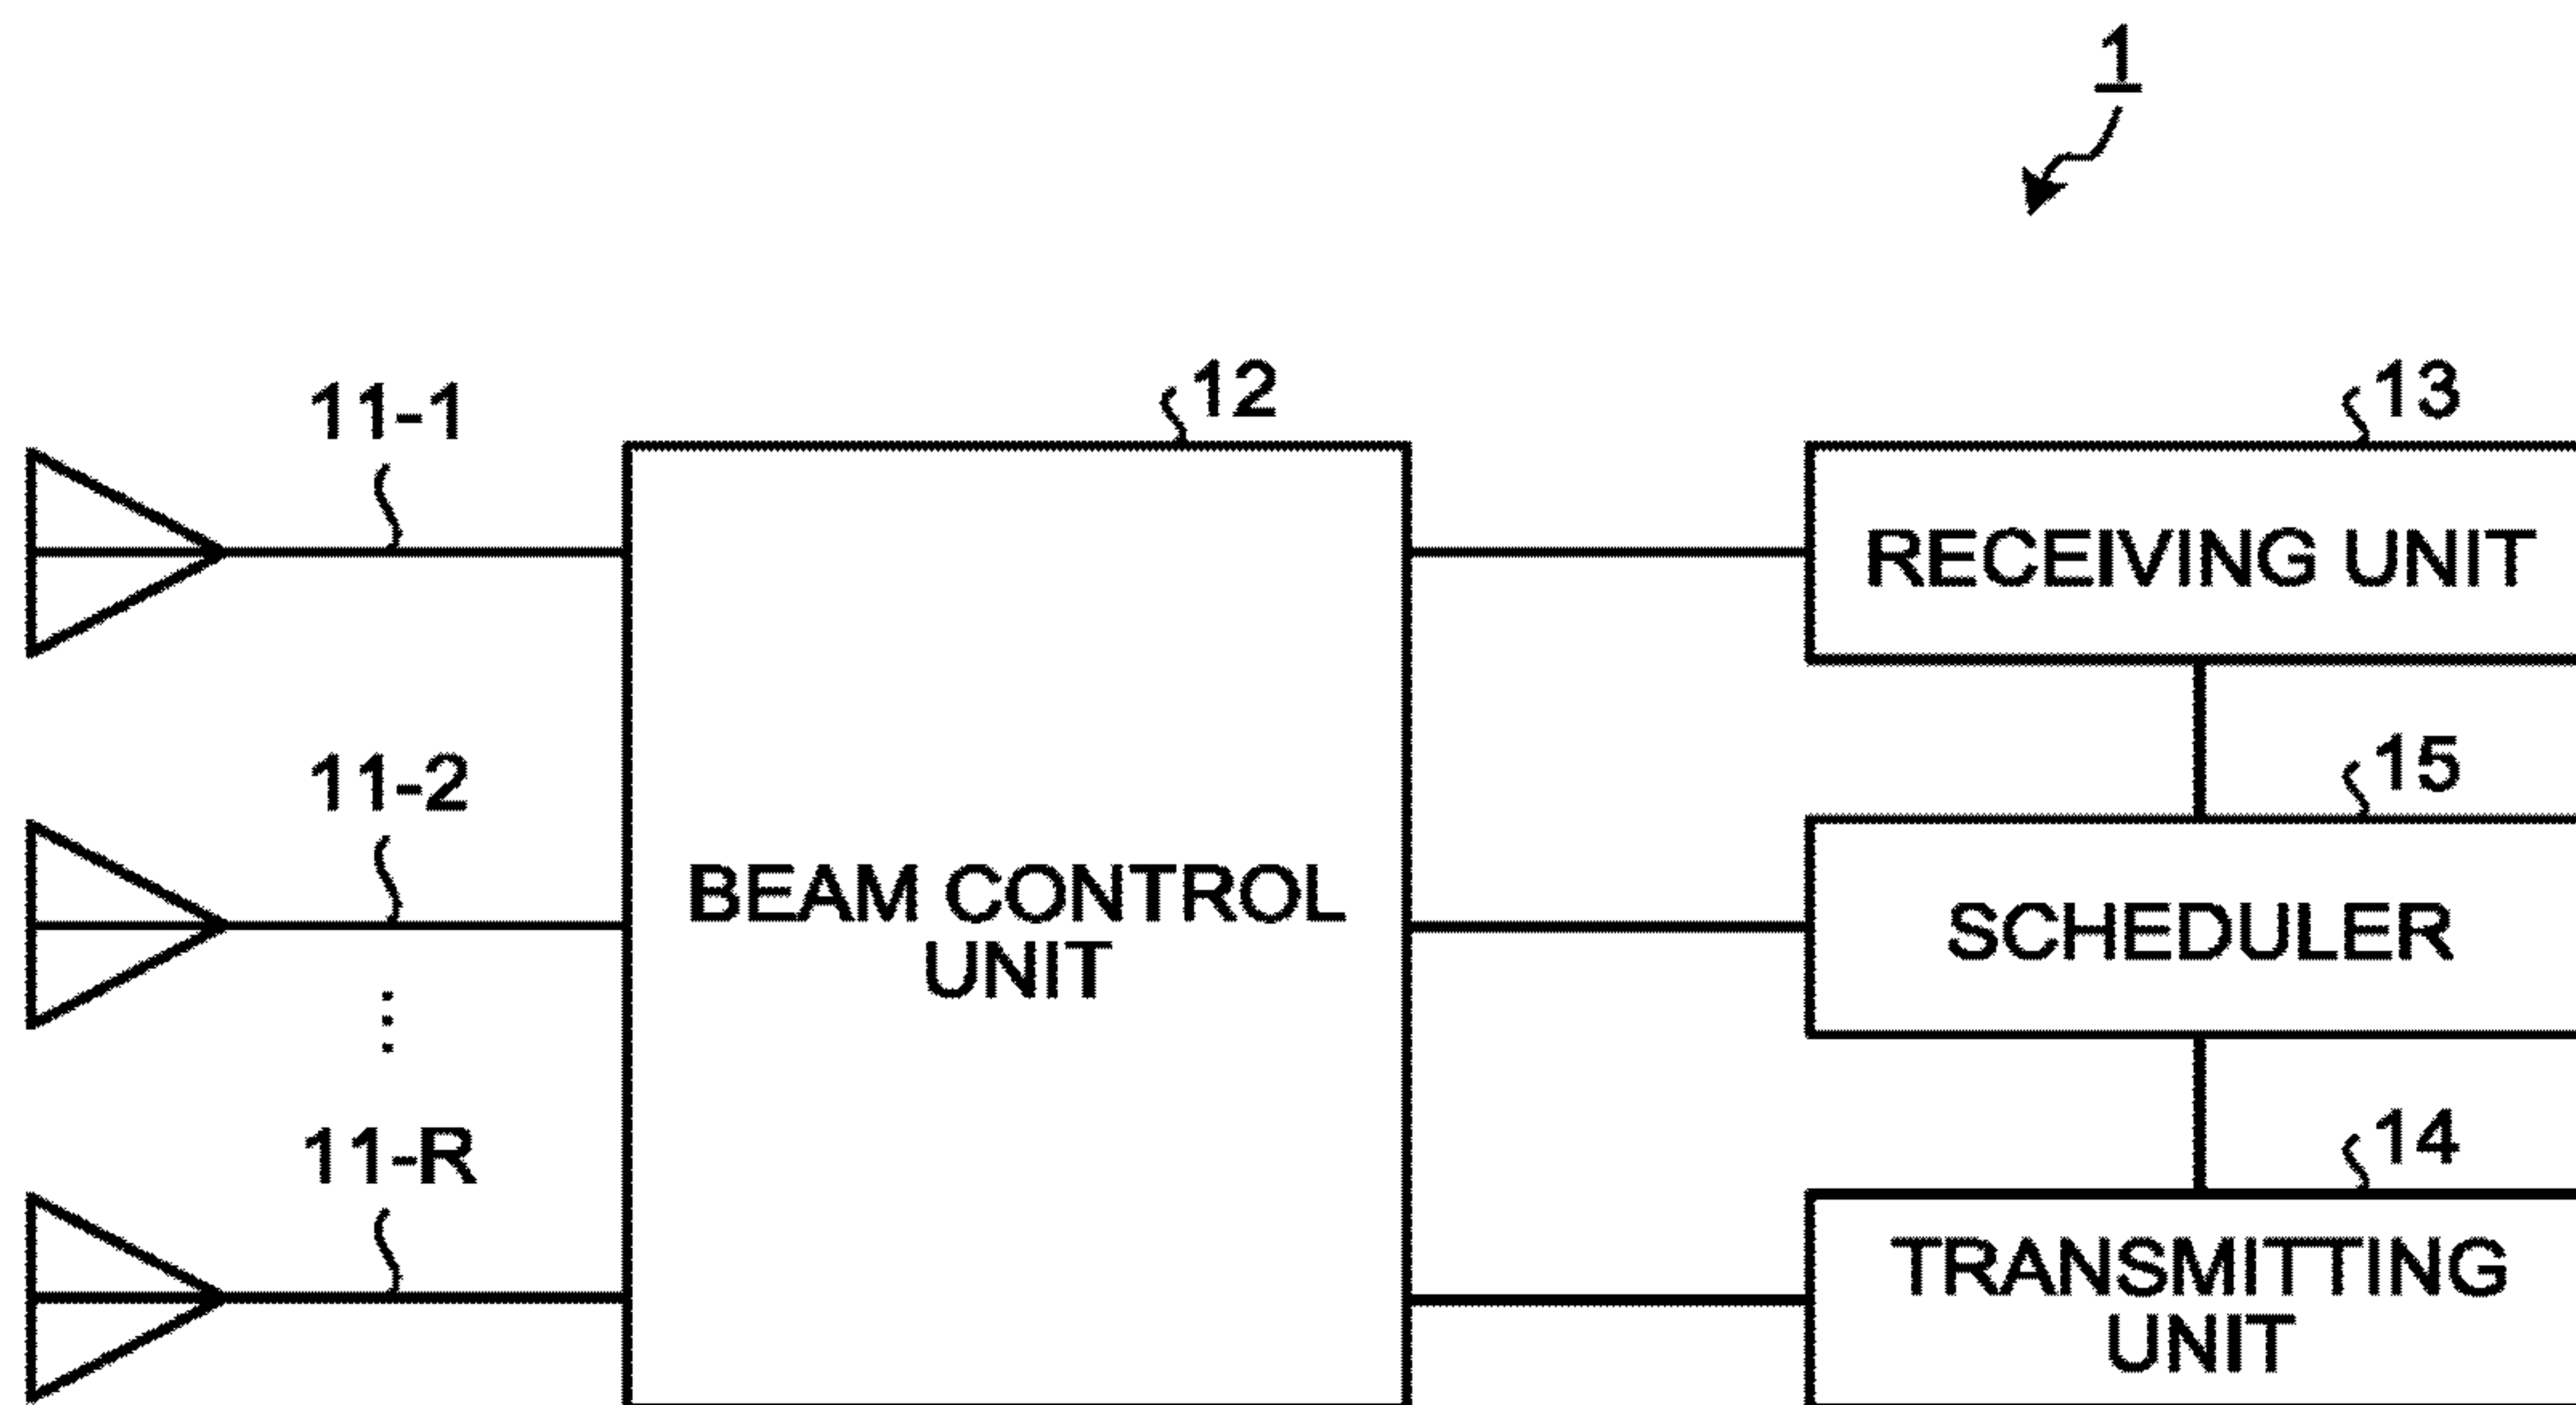 1
11-1
12
13
RECEIVING UNIT
11-2
15
BEAM CONTROL
UNIT
SCHEDULER
11-R
14
TRANSMITTING
UNIT